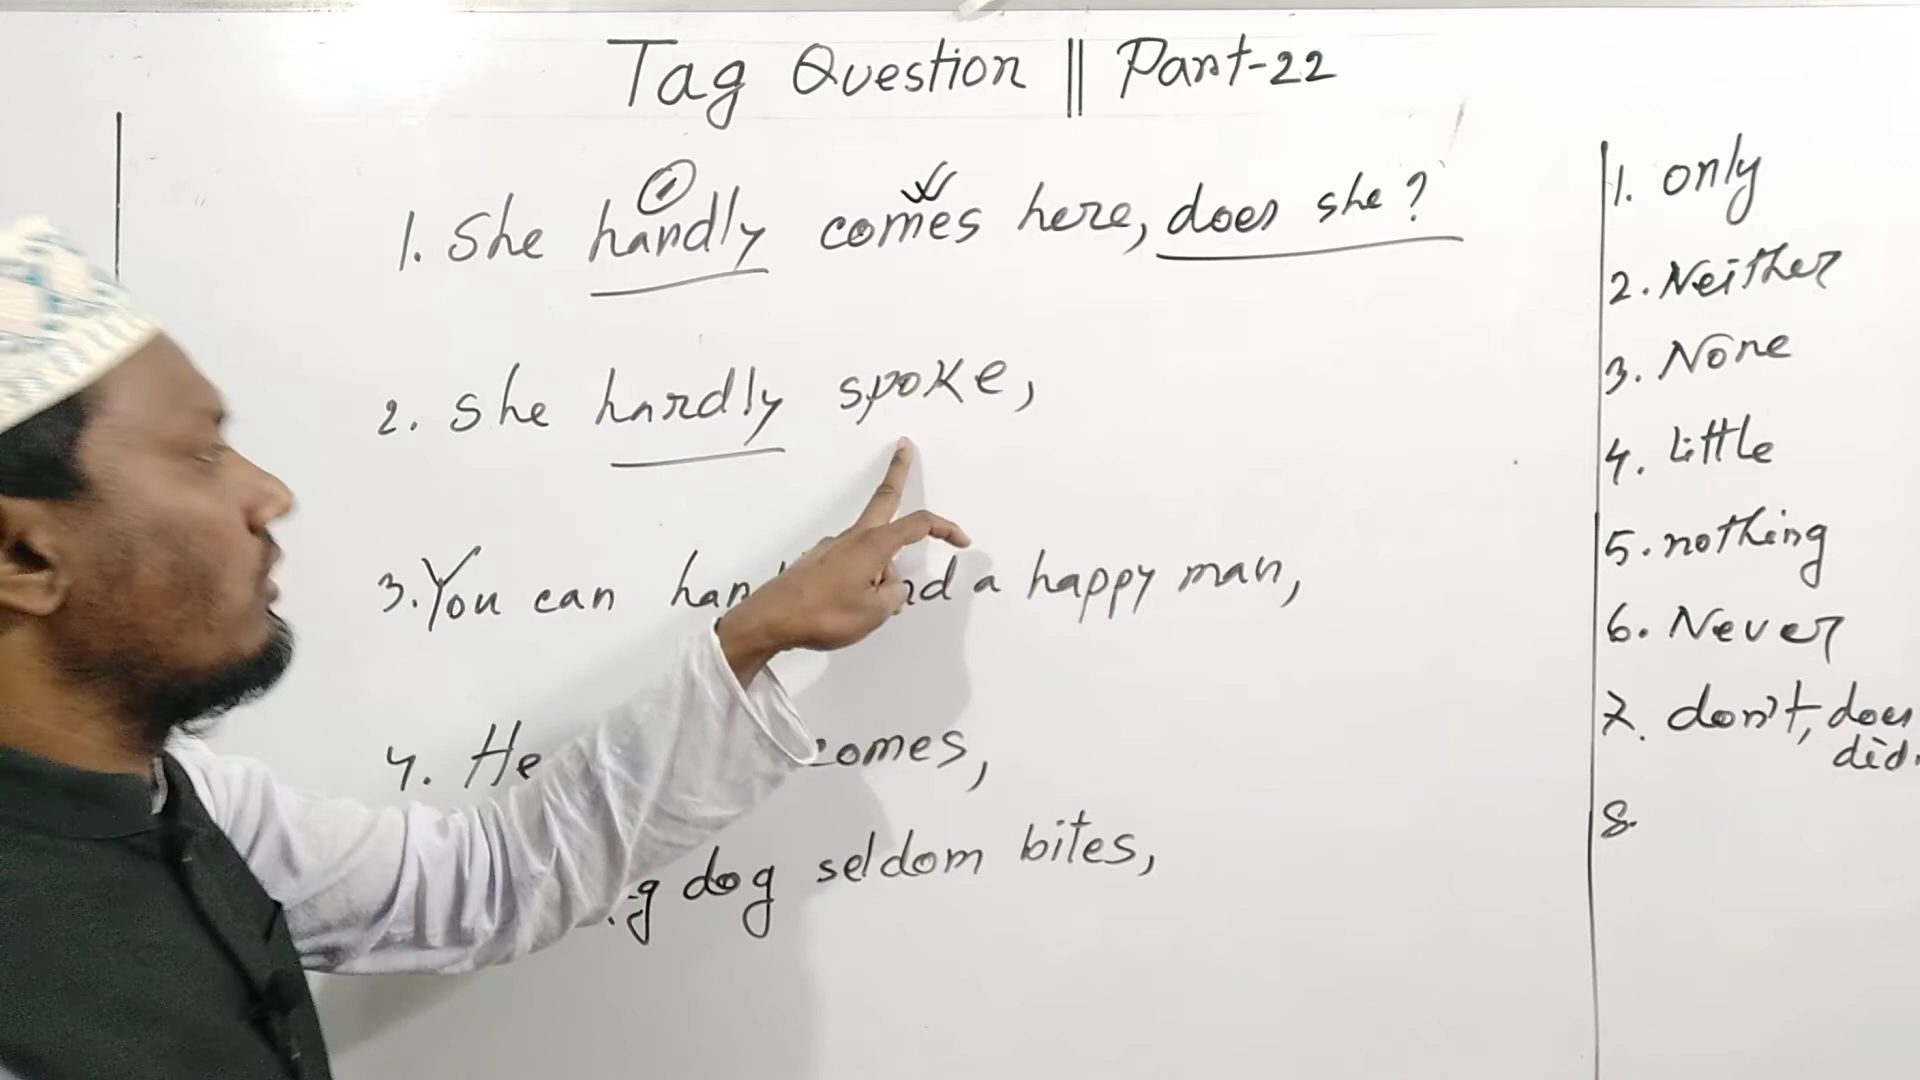 Tag Question || Part-22
1. She hardly comes here, does she?
2. She hardly spoke,
3. You can a happy man,
4. He comes,
dog seldom bites,
1. only
2. Neither
3. None
4. Little
5. nothing
6. Never
7. don't, does
did
8.